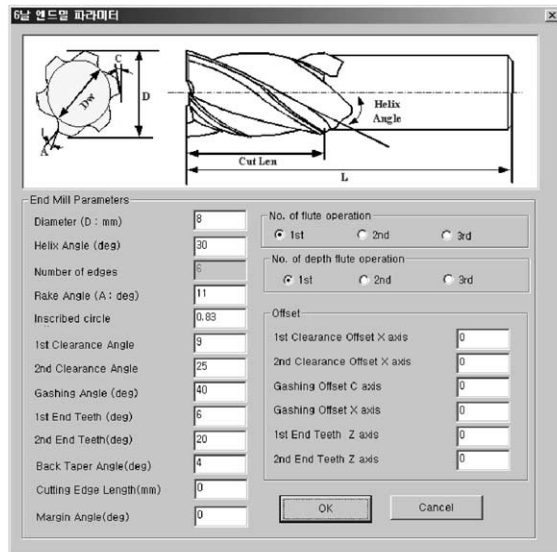 6날 엔드밀 파라미터
C
Dw
D
A
Helix
Angle
Cut Len
L
End Mill Parameters
Diameter (D : mm) 8
Helix Angle (deg) 30
Number of edges 6
Rake Angle (A : deg) 11
Inscribed circle 0.83
1st Clearance Angle 9
2nd Clearance Angle 25
Gashing Angle (deg) 40
1st End Teeth (deg) 6
2nd End Teeth(deg) 20
Back Taper Angle(deg) 4
Cutting Edge Length(mm) 0
Margin Angle(deg) 0
No. of flute operation
1st 2nd 3rd
No. of depth flute operation
1st 2nd 3rd
Offset
1st Clearance Offset X axis 0
2nd Clearance Offset X axis 0
Gashing Offset C axis 0
Gashing Offset X axis 0
1st End Teeth Z axis 0
2nd End Teeth Z axis 0
OK Cancel